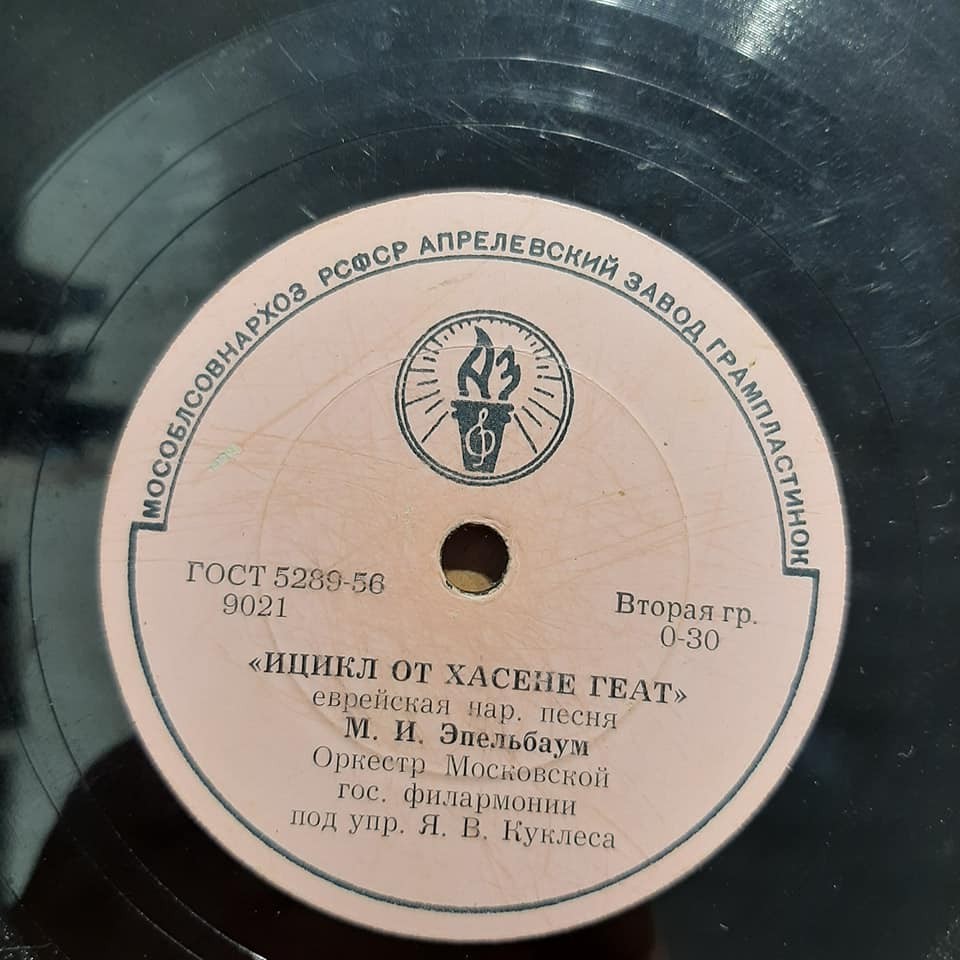 МОСОБЛСОВНАРХОЗ РСФСР АПРЕЛЕВСКИЙ ЗАВОД ГРАМПЛАСТИНОК
АЗ
ГОСТ 5289-56
9021
Вторая гр.
0-30
«ИЦИКЛ ОТ ХАСЕНЕ ГЕАТ»
еврейская нар. песня
М. И. Эпельбаум
Оркестр Московской
гос. филармонии
под упр. Я. В. Куклеса